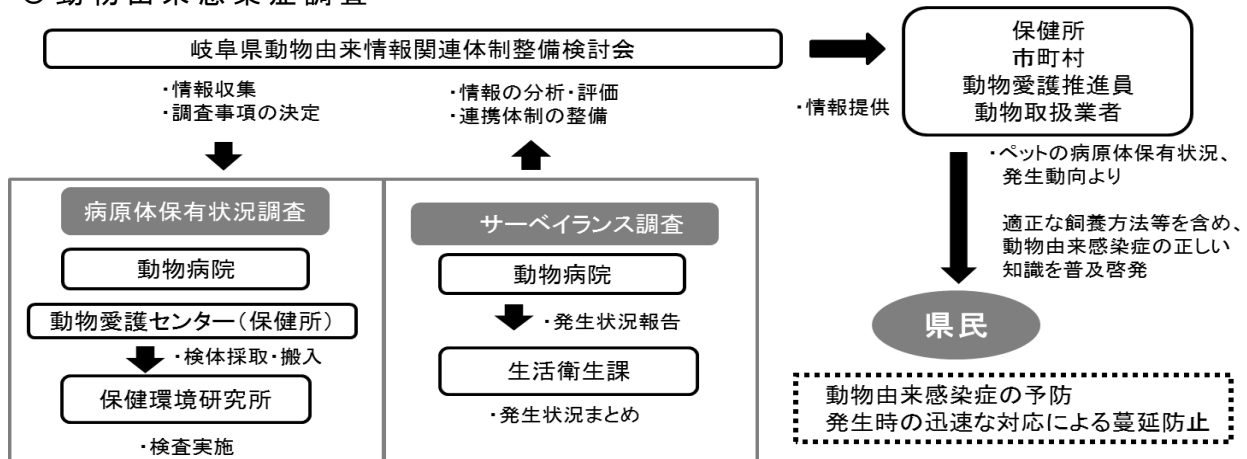 ○動物由来感染症調査
岐阜県動物由来情報関連体制整備検討会
・情報収集
・調査事項の決定
・情報の分析・評価
・連携体制の整備
・情報提供
保健所
市町村
動物愛護推進員
動物取扱業者
病原体保有状況調査
動物病院
動物愛護センター（保健所）
・検体採取・搬入
保健環境研究所
・検査実施
サーベイランス調査
動物病院
・発生状況報告
生活衛生課
・発生状況まとめ
・ペットの病原体保有状況、
発生動向より
適正な飼養方法等を含め、
動物由来感染症の正しい
知識を普及啓発
県民
動物由来感染症の予防
発生時の迅速な対応による蔓延防止